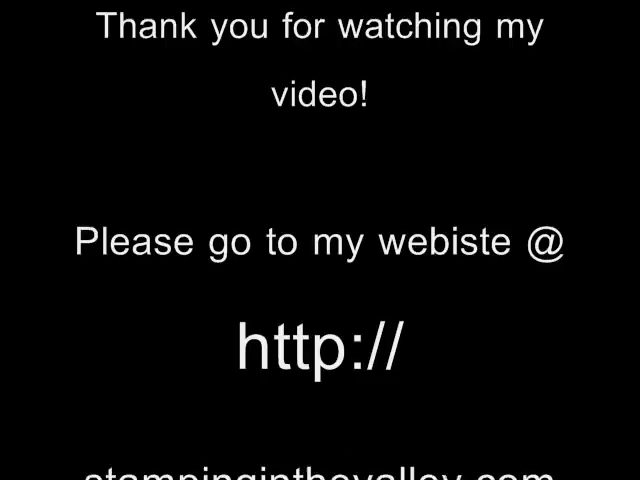 Thank you for watching my
video!
Please go to my webiste @
http://
stampinginthevalley.com